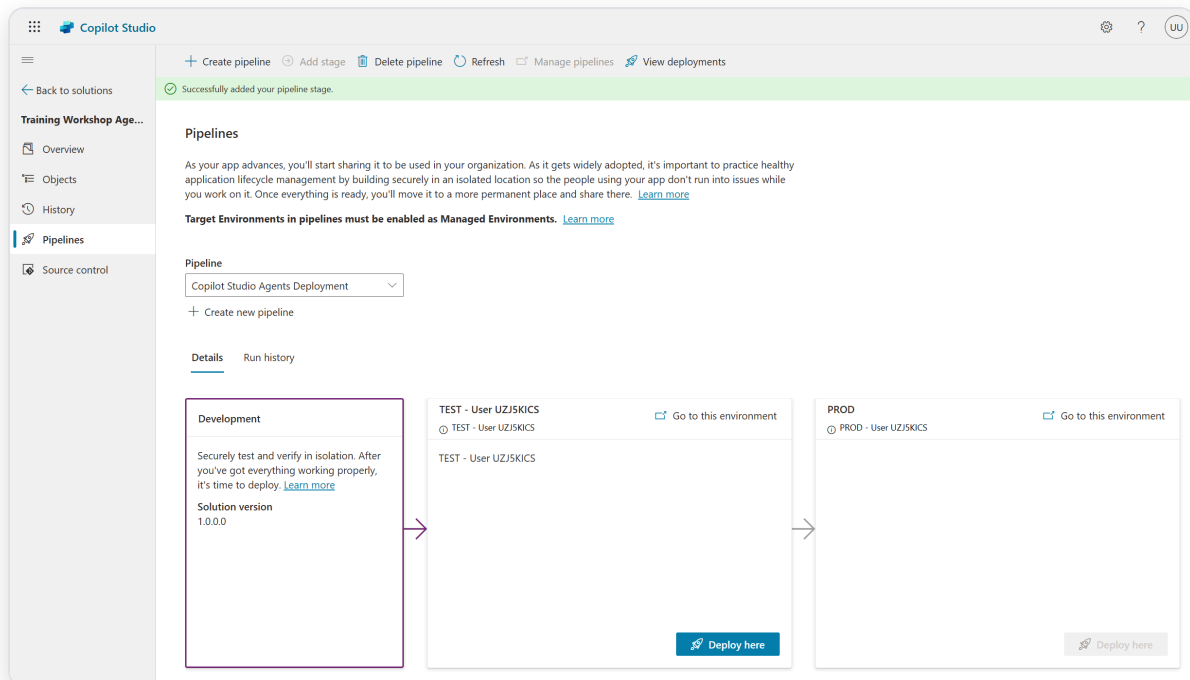 Copilot Studio
?
UU
Create pipeline
Add stage
Delete pipeline
Refresh
Manage pipelines
View deployments
Back to solutions
Successfully added your pipeline stage.
Training Workshop Age...
Overview
Objects
History
Pipelines
Source control
Pipelines
As your app advances, you'll start sharing it to be used in your organization. As it gets widely adopted, it's important to practice healthy
application lifecycle management by building securely in an isolated location so the people using your app don't run into issues while
you work on it. Once everything is ready, you'll move it to a more permanent place and share there. Learn more
Target Environments in pipelines must be enabled as Managed Environments. Learn more
Pipeline
Copilot Studio Agents Deployment
Create new pipeline
Details
Run history
Development
Securely test and verify in isolation. After
you've got everything working properly,
it's time to deploy. Learn more
Solution version
1.0.0.0
TEST - User UZJ5KICS
TEST - User UZJ5KICS
Go to this environment
TEST - User UZJ5KICS
Deploy here
PROD
PROD - User UZJ5KICS
Go to this environment
Deploy here